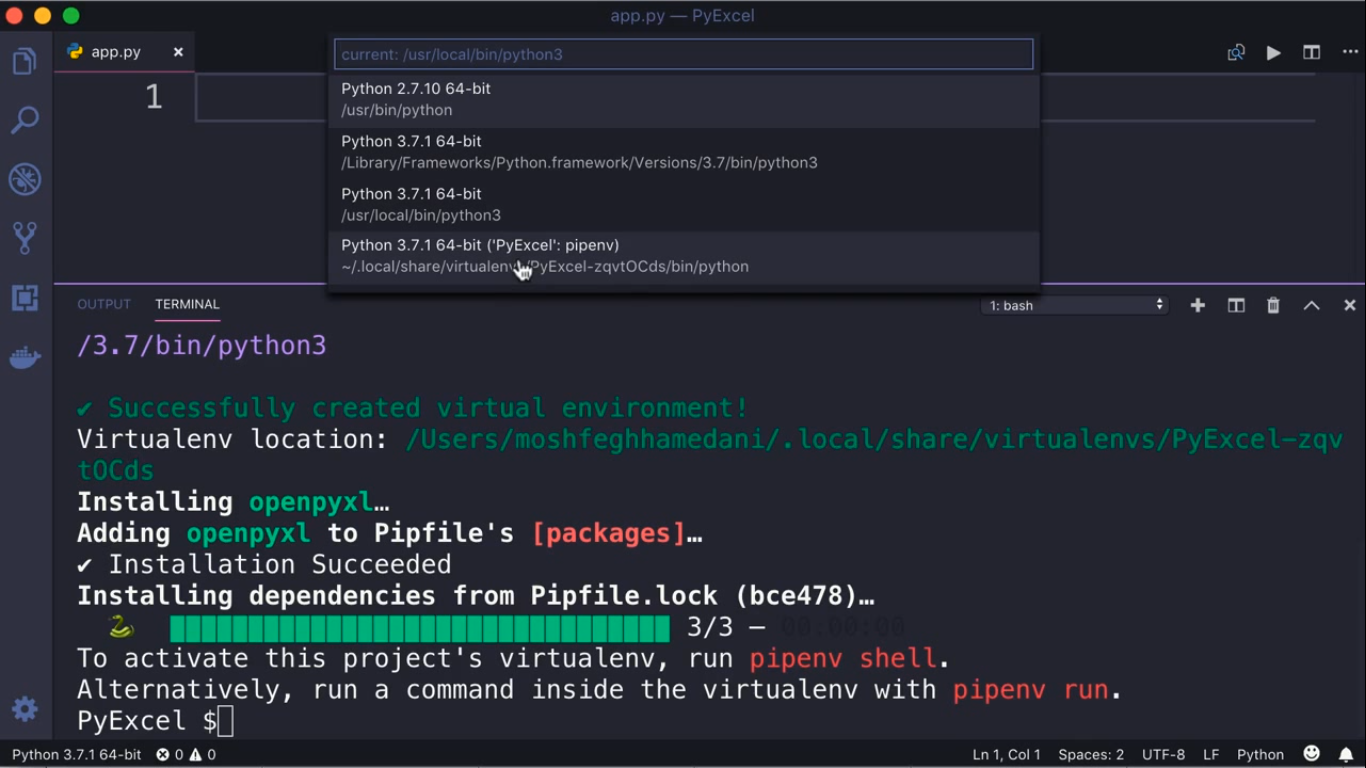 app.py — PyExcel
app.py
current: /usr/local/bin/python3
Python 2.7.10 64-bit
/usr/bin/python
Python 3.7.1 64-bit
/Library/Frameworks/Python.framework/Versions/3.7/bin/python3
Python 3.7.1 64-bit
/usr/local/bin/python3
Python 3.7.1 64-bit ('PyExcel': pipenv)
~/.local/share/virtualenvs/PyExcel-zqvtOCds/bin/python
1
OUTPUT TERMINAL
1: bash
/3.7/bin/python3
✔ Successfully created virtual environment!
Virtualenv location: /Users/moshfeghhamedani/.local/share/virtualenvs/PyExcel-zqv
tOCds
Installing openpyxl…
Adding openpyxl to Pipfile's [packages]…
✔ Installation Succeeded
Installing dependencies from Pipfile.lock (bce478)…
3/3 — 00:00:00
To activate this project's virtualenv, run pipenv shell.
Alternatively, run a command inside the virtualenv with pipenv run.
PyExcel $
Python 3.7.1 64-bit 0 0 Ln 1, Col 1 Spaces: 2 UTF-8 LF Python